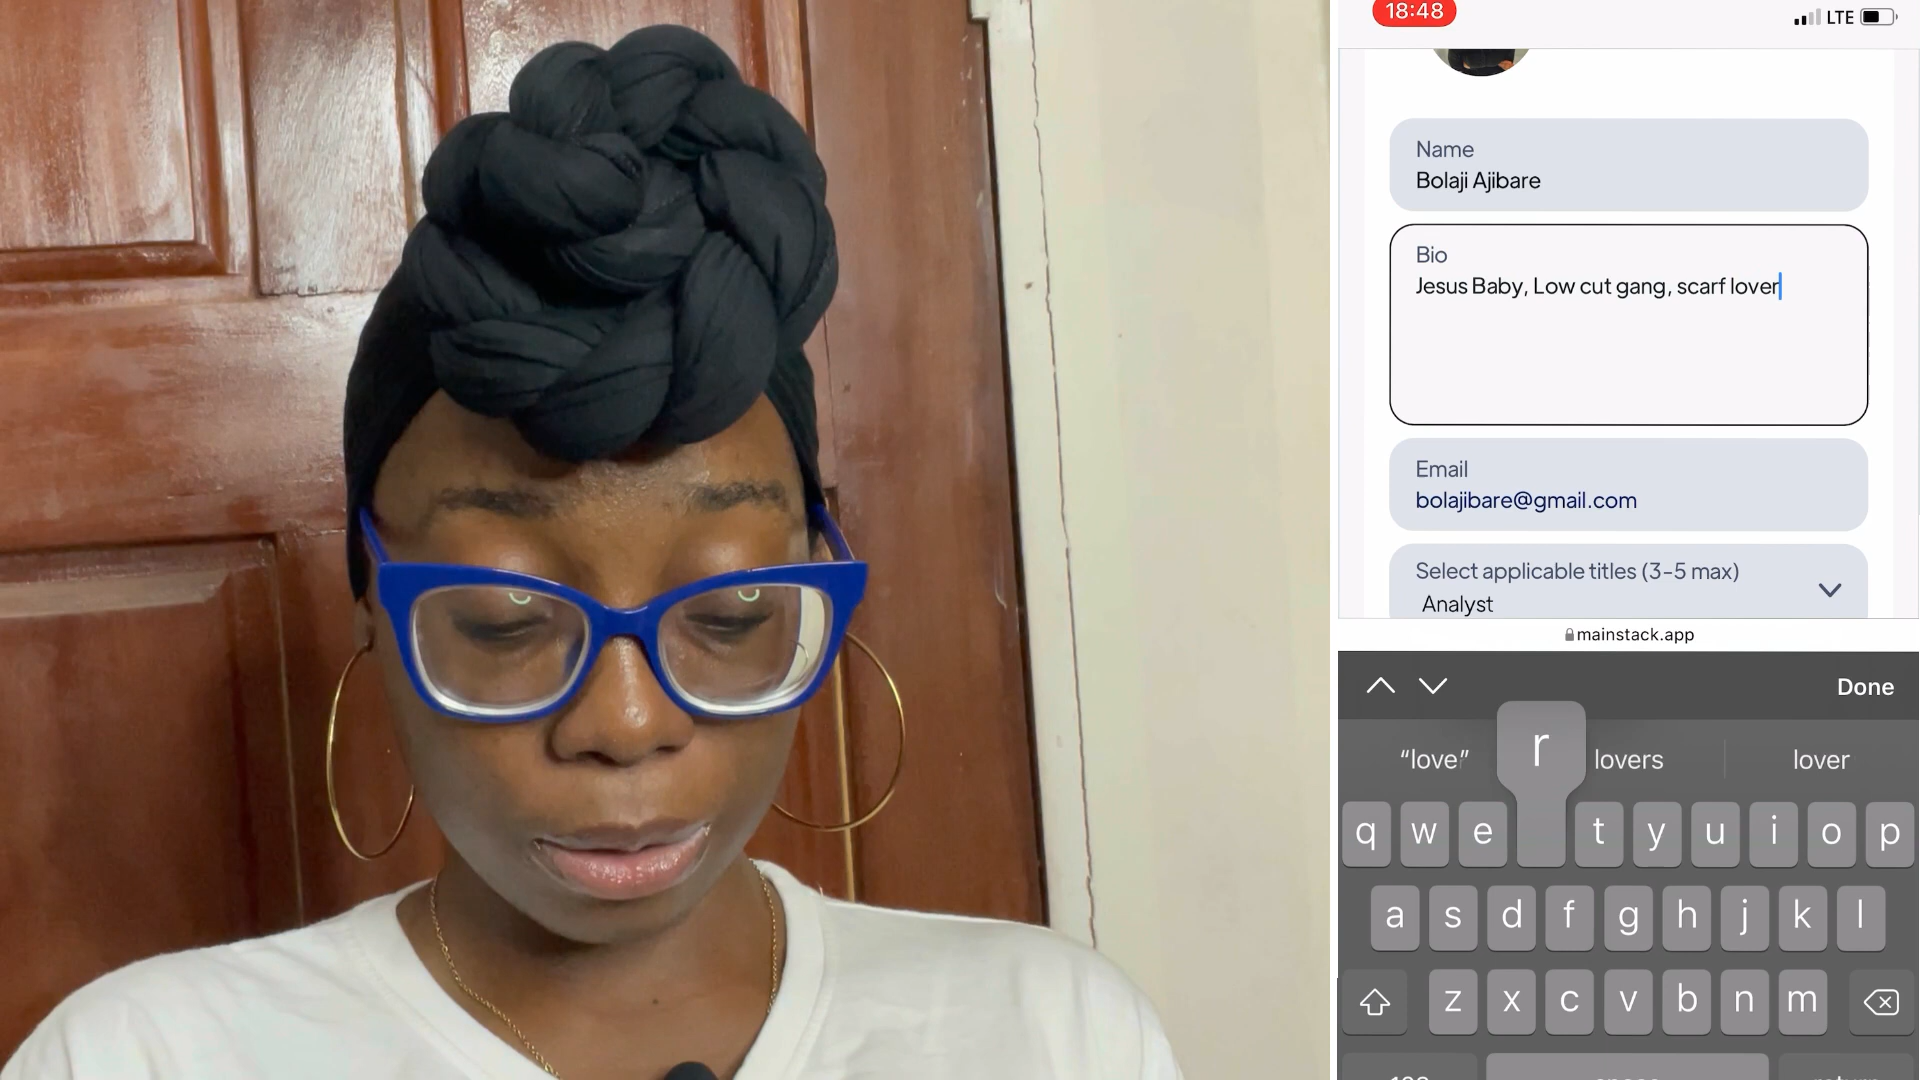 18:48
LTE
Name
Bolaji Ajibare
Bio
Jesus Baby, Low cut gang, scarf lover
Email
bolajibare@gmail.com
Select applicable titles (3-5 max)
Analyst
mainstack.app
Done
“love” r lovers lover
q w e t y u i o p
a s d f g h j k l
z x c v b n m